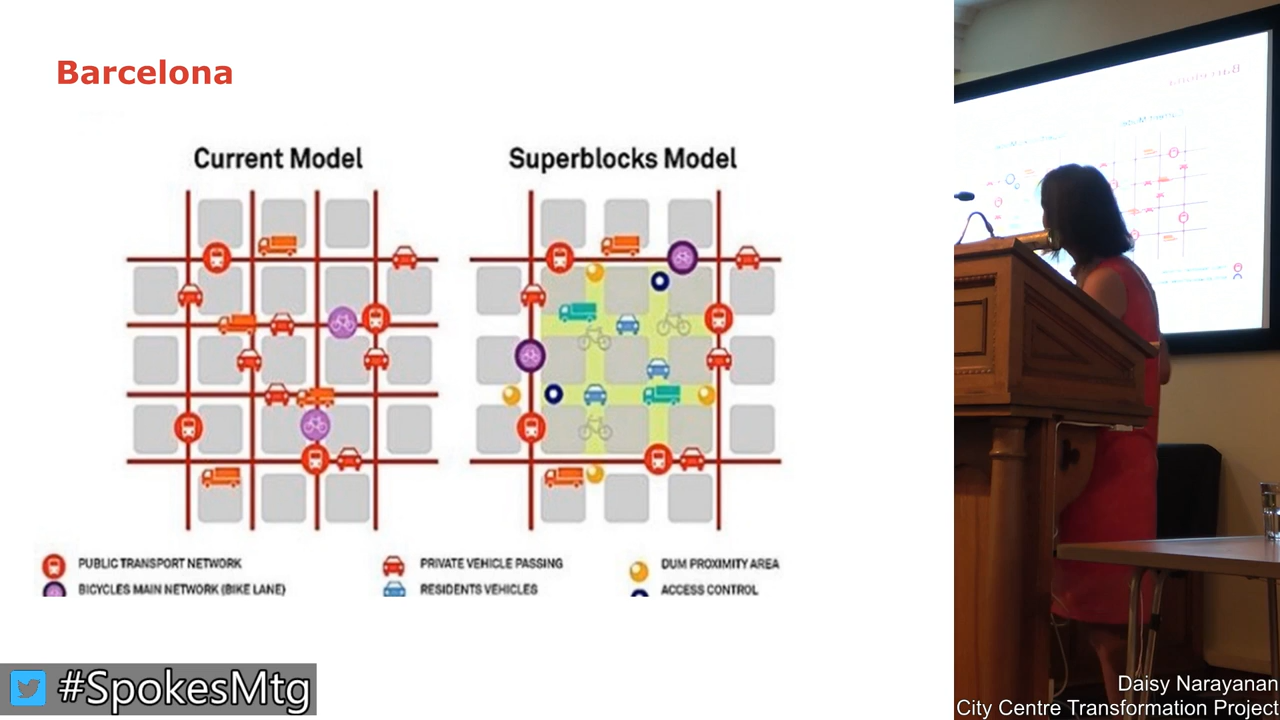 Barcelona
Current Model
Superblocks Model
PUBLIC TRANSPORT NETWORK
PRIVATE VEHICLE PASSING
DUM PROXIMITY AREA
BICYCLES MAIN NETWORK (BIKE LANE)
RESIDENTS VEHICLES
ACCESS CONTROL
#SpokesMtg
Daisy Narayanan
City Centre Transformation Project